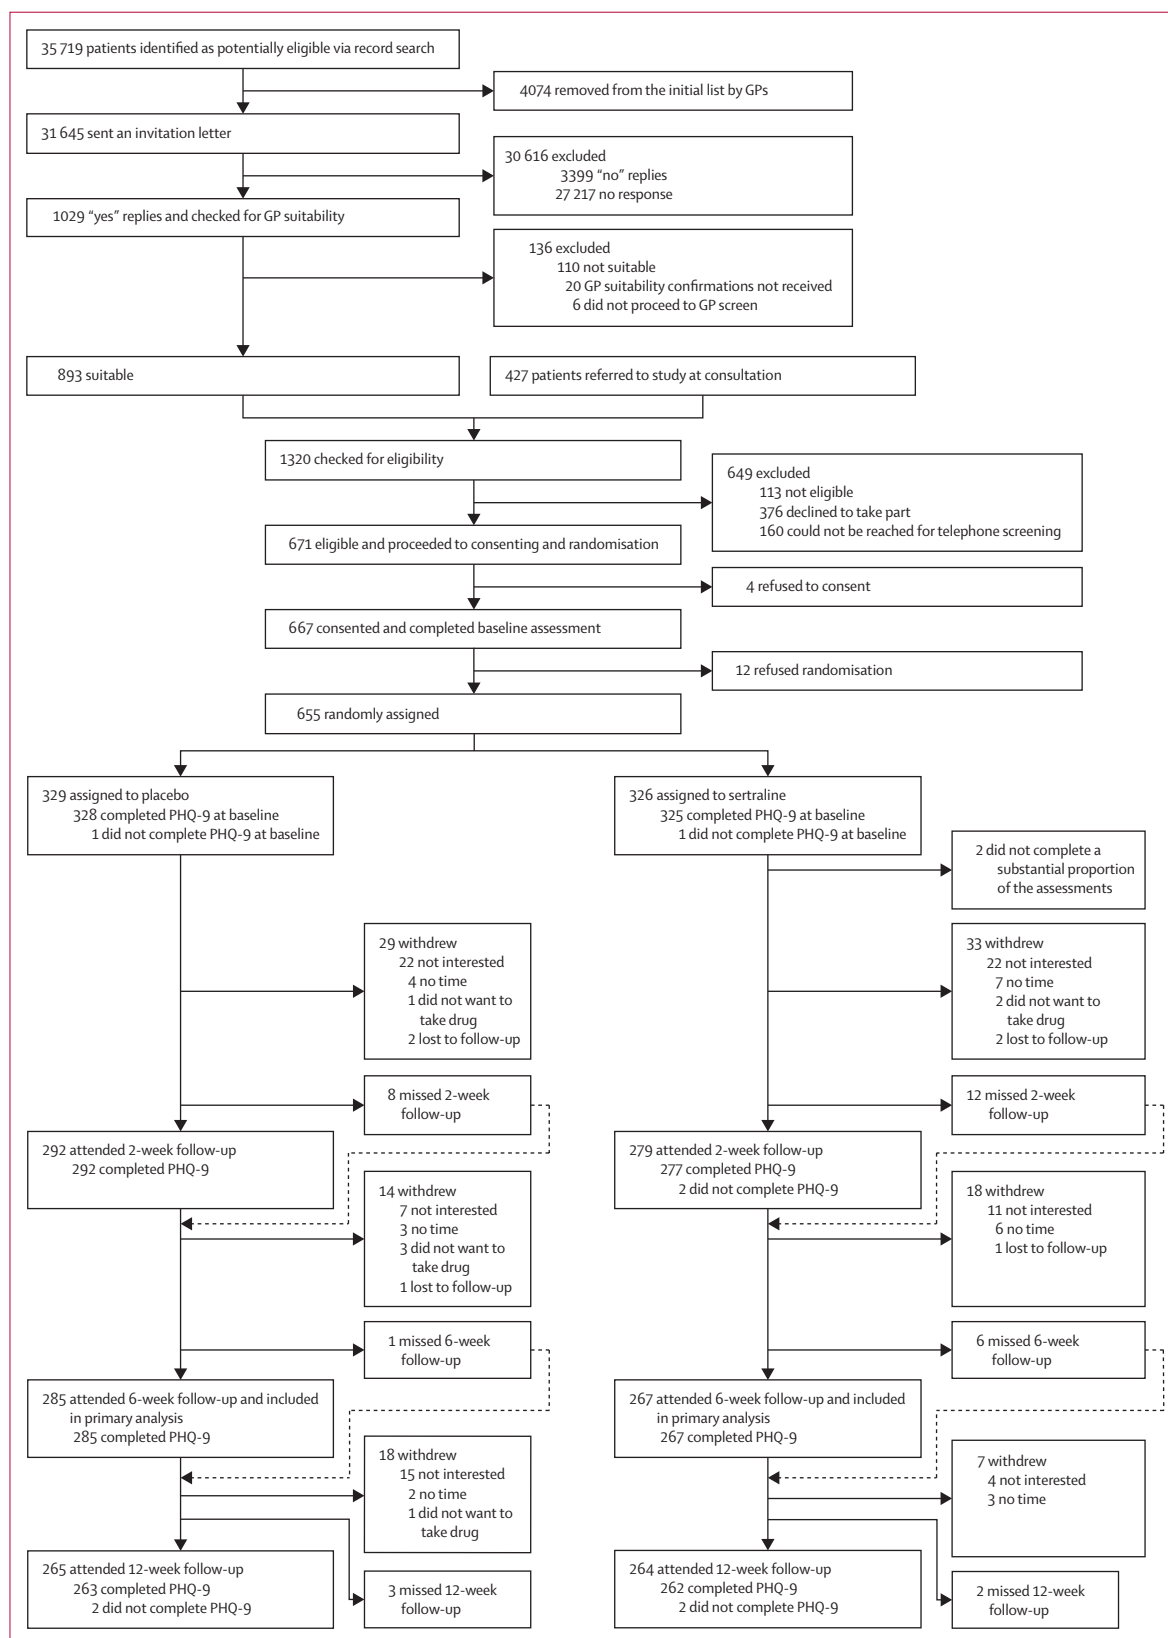 35 719 patients identified as potentially eligible via record search
4074 removed from the initial list by GPs
31 645 sent an invitation letter
30 616 excluded
3399 “no” replies
27 217 no response
1029 “yes” replies and checked for GP suitability
136 excluded
110 not suitable
20 GP suitability confirmations not received
6 did not proceed to GP screen
893 suitable
427 patients referred to study at consultation
1320 checked for eligibility
649 excluded
113 not eligible
376 declined to take part
160 could not be reached for telephone screening
671 eligible and proceeded to consenting and randomisation
4 refused to consent
667 consented and completed baseline assessment
12 refused randomisation
655 randomly assigned
329 assigned to placebo
328 completed PHQ-9 at baseline
1 did not complete PHQ-9 at baseline
326 assigned to sertraline
325 completed PHQ-9 at baseline
1 did not complete PHQ-9 at baseline
2 did not complete a
substantial proportion
of the assessments
29 withdrew
22 not interested
4 no time
1 did not want to
take drug
2 lost to follow-up
33 withdrew
22 not interested
7 no time
2 did not want to
take drug
2 lost to follow-up
8 missed 2-week
follow-up
12 missed 2-week
follow-up
292 attended 2-week follow-up
292 completed PHQ-9
279 attended 2-week follow-up
277 completed PHQ-9
2 did not complete PHQ-9
14 withdrew
7 not interested
3 no time
3 did not want to
take drug
1 lost to follow-up
18 withdrew
11 not interested
6 no time
1 lost to follow-up
1 missed 6-week
follow-up
6 missed 6-week
follow-up
285 attended 6-week follow-up and included
in primary analysis
285 completed PHQ-9
267 attended 6-week follow-up and included
in primary analysis
267 completed PHQ-9
18 withdrew
15 not interested
2 no time
1 did not want to
take drug
7 withdrew
4 not interested
3 no time
265 attended 12-week follow-up
263 completed PHQ-9
2 did not complete PHQ-9
3 missed 12-week
follow-up
264 attended 12-week follow-up
262 completed PHQ-9
2 did not complete PHQ-9
2 missed 12-week
follow-up